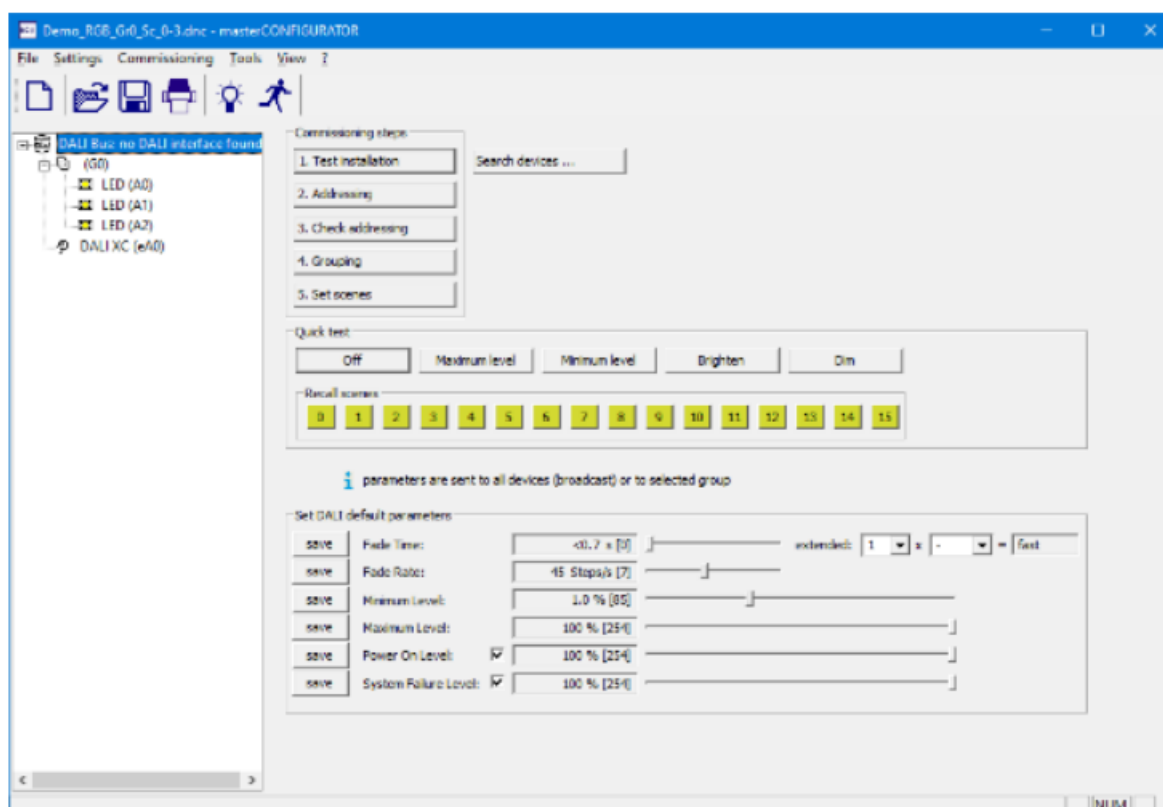 Demo_RGB_Gr0_Sc_0-3.dnc - masterCONFIGURATOR
File Settings Commissioning Tools View ?
DALI Bus: no DALI interface found
(G0)
LED (A0)
LED (A1)
LED (A2)
DALI XC (eA0)
Commissioning steps
1. Test installation
Search devices ...
2. Addressing
3. Check addressing
4. Grouping
5. Set scenes
Quick test
Off Maximum level Minimum level Brighten Dim
Recall scenes
0 1 2 3 4 5 6 7 8 9 10 11 12 13 14 15
i parameters are sent to all devices (broadcast) or to selected group
Set DALI default parameters
save Fade Time: <0.7 s [0] extended: 1 x - = fast
save Fade Rate: 45 Steps/s [7]
save Minimum Level: 1.0 % [85]
save Maximum Level: 100 % [254]
save Power On Level: 100 % [254]
save System Failure Level: 100 % [254]
NUM